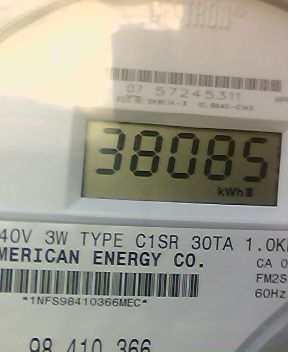 CENTRON®
07 57245311
38085
kWh
40V 3W TYPE C1SR 30TA 1.0K
MERICAN ENERGY CO. CA 0
FM2S
*1NFS98410366MEC* 60Hz
98 410 366